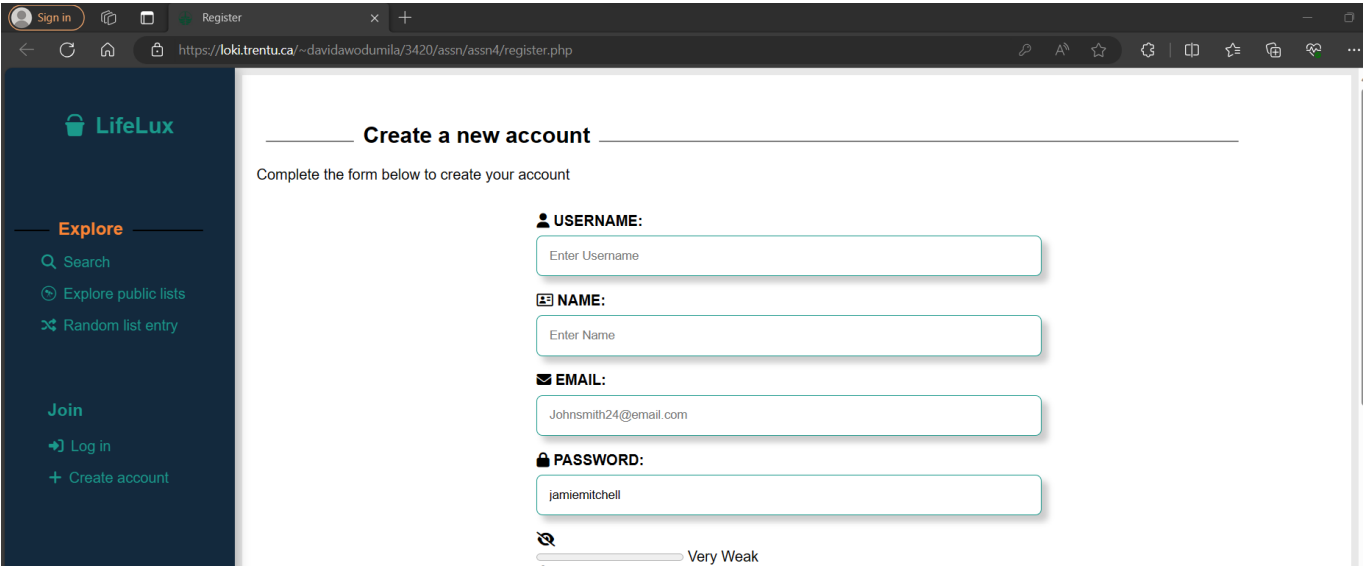 Sign in
Register
https://loki.trentu.ca/~davidawodumila/3420/assn/assn4/register.php
LifeLux
Explore
Search
Explore public lists
Random list entry
Join
Log in
Create account
Create a new account
Complete the form below to create your account
USERNAME:
Enter Username
NAME:
Enter Name
EMAIL:
Johnsmith24@email.com
PASSWORD:
jamiemitchell
Very Weak